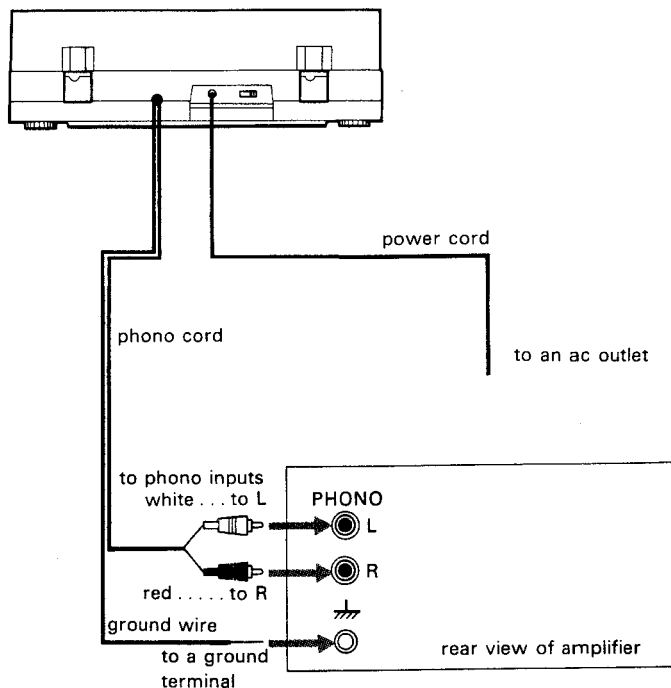 power cord
phono cord
to an ac outlet
to phono inputs
white ... to L
PHONO
L
R
red ..... to R
ground wire
to a ground
terminal
rear view of amplifier